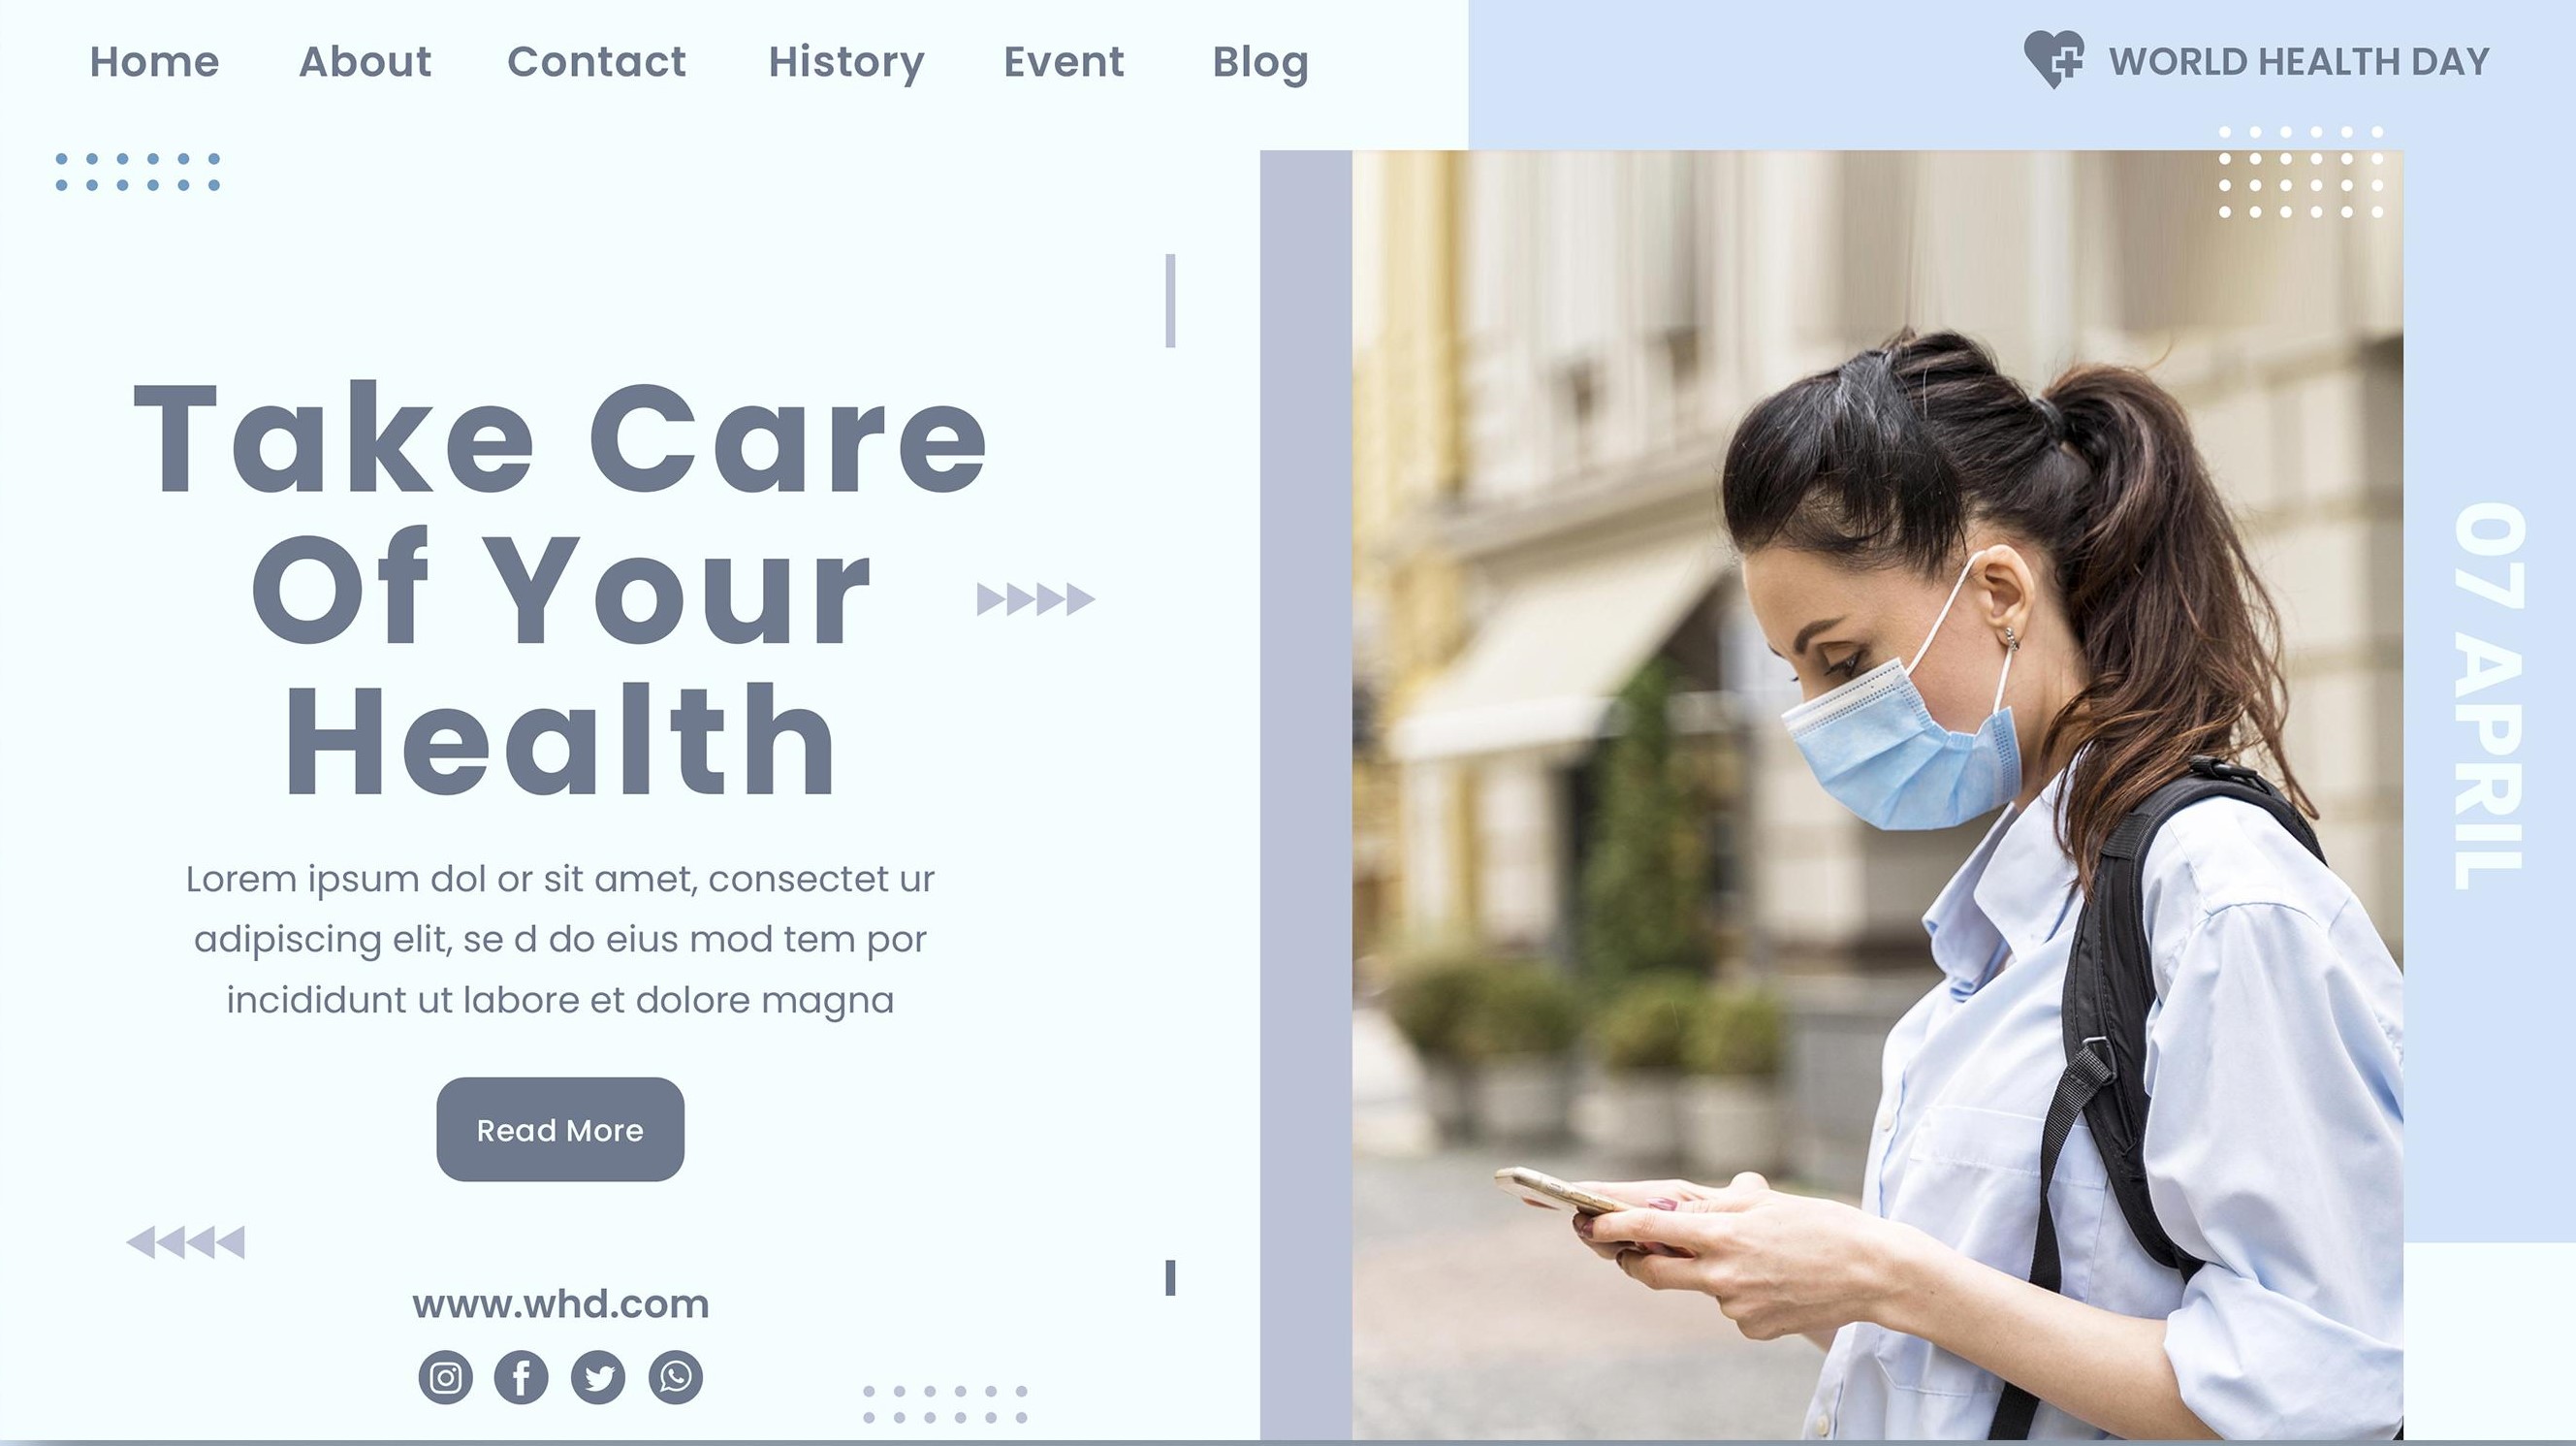 Home About Contact History Event Blog
WORLD HEALTH DAY
Take Care
Of Your
Health
Lorem ipsum dol or sit amet, consectet ur
adipiscing elit, se d do eius mod tem por
incididunt ut labore et dolore magna
Read More
www.whd.com
07 APRIL